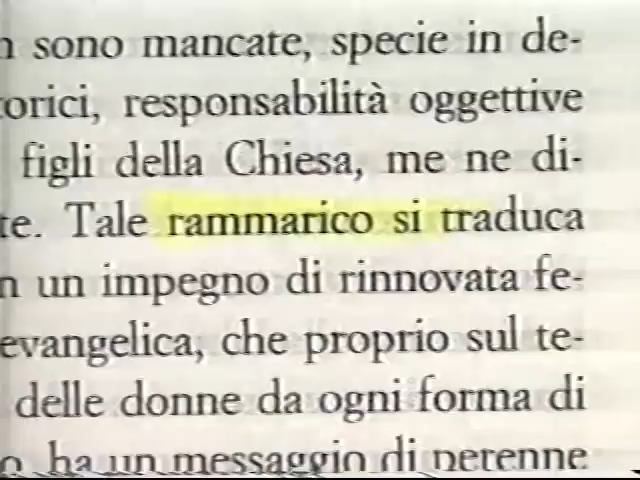 sono mancate, specie in de-
orici, responsabilità oggettive
figli della Chiesa, me ne di-
te. Tale rammarico si traduca
n un impegno di rinnovata fe-
evangelica, che proprio sul te-
delle donne da ogni forma di
o, ha un messaggio di perenne